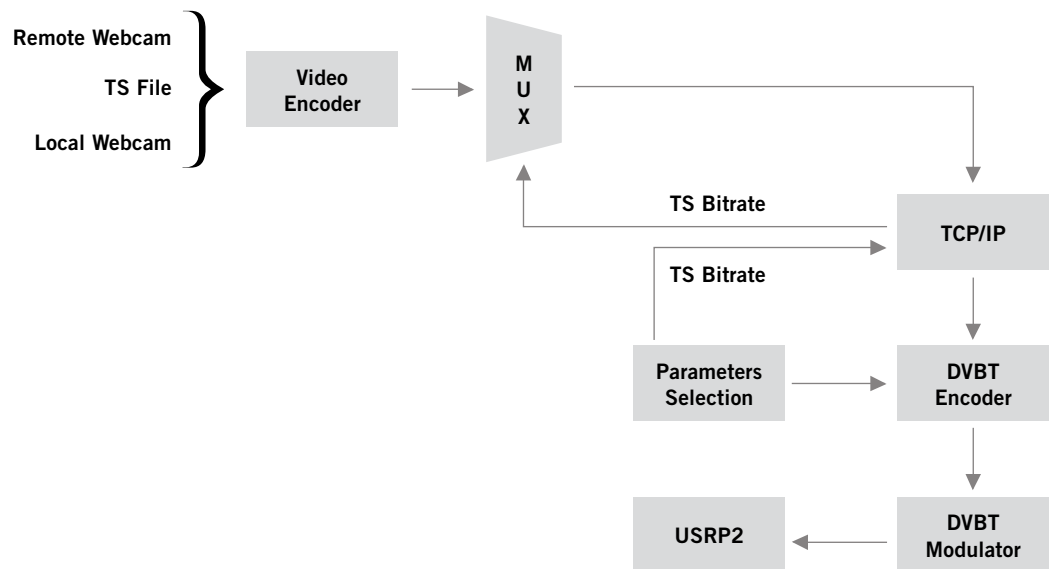 Remote Webcam
TS File
Local Webcam
Video
Encoder
M
U
X
TS Bitrate
TCP/IP
TS Bitrate
Parameters
Selection
DVBT
Encoder
USRP2
DVBT
Modulator